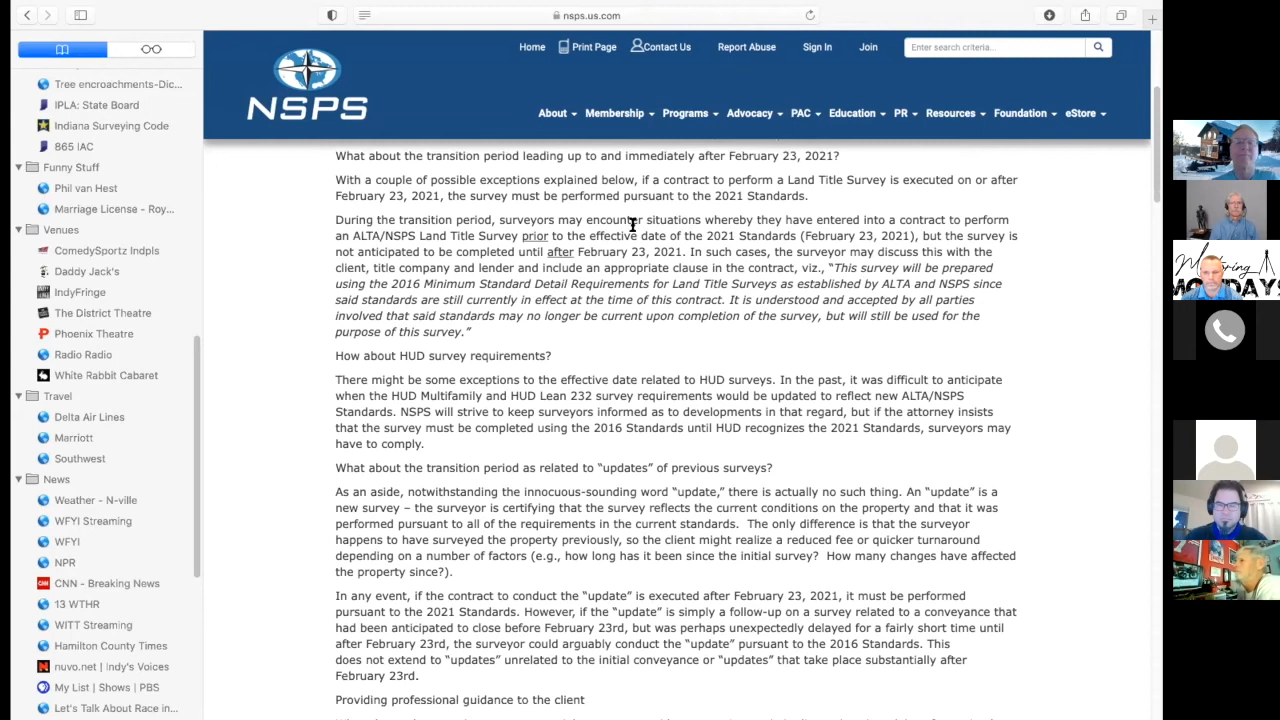 nsps.us.com
Tree encroachments-Dic...
IPLA: State Board
Indiana Surveying Code
865 IAC
Funny Stuff
Phil van Hest
Marriage License - Roy...
Venues
ComedySportz Indpls
Daddy Jack's
IndyFringe
The District Theatre
Phoenix Theatre
Radio Radio
White Rabbit Cabaret
Travel
Delta Air Lines
Marriott
Southwest
News
Weather - N-ville
WFYI Streaming
WFYI
NPR
CNN - Breaking News
13 WTHR
WITT Streaming
Hamilton County Times
nuvo.net | Indy's Voices
My List | Shows | PBS
Let's Talk About Race in...
Home Print Page Contact Us Report Abuse Sign In Join Enter search criteria...
NSPS
About Membership Programs Advocacy PAC Education PR Resources Foundation eStore
What about the transition period leading up to and immediately after February 23, 2021?
With a couple of possible exceptions explained below, if a contract to perform a Land Title Survey is executed on or after
February 23, 2021, the survey must be performed pursuant to the 2021 Standards.
During the transition period, surveyors may encounter situations whereby they have entered into a contract to perform
an ALTA/NSPS Land Title Survey prior to the effective date of the 2021 Standards (February 23, 2021), but the survey is
not anticipated to be completed until after February 23, 2021. In such cases, the surveyor may discuss this with the
client, title company and lender and include an appropriate clause in the contract, viz., “This survey will be prepared
using the 2016 Minimum Standard Detail Requirements for Land Title Surveys as established by ALTA and NSPS since
said standards are still currently in effect at the time of this contract. It is understood and accepted by all parties
involved that said standards may no longer be current upon completion of the survey, but will still be used for the
purpose of this survey.”
How about HUD survey requirements?
There might be some exceptions to the effective date related to HUD surveys. In the past, it was difficult to anticipate
when the HUD Multifamily and HUD Lean 232 survey requirements would be updated to reflect new ALTA/NSPS
Standards. NSPS will strive to keep surveyors informed as to developments in that regard, but if the attorney insists
that the survey must be completed using the 2016 Standards until HUD recognizes the 2021 Standards, surveyors may
have to comply.
What about the transition period as related to “updates” of previous surveys?
As an aside, notwithstanding the innocuous-sounding word “update,” there is actually no such thing. An “update” is a
new survey – the surveyor is certifying that the survey reflects the current conditions on the property and that it was
performed pursuant to all of the requirements in the current standards.  The only difference is that the surveyor
happens to have surveyed the property previously, so the client might realize a reduced fee or quicker turnaround
depending on a number of factors (e.g., how long has it been since the initial survey?  How many changes have affected
the property since?).
In any event, if the contract to conduct the “update” is executed after February 23, 2021, it must be performed
pursuant to the 2021 Standards. However, if the “update” is simply a follow-up on a survey related to a conveyance that
had been anticipated to close before February 23rd, but was perhaps unexpectedly delayed for a fairly short time until
after February 23rd, the surveyor could arguably conduct the “update” pursuant to the 2016 Standards. This
does not extend to “updates” unrelated to the initial conveyance or “updates” that take place substantially after
February 23rd.
Providing professional guidance to the client
Mentoring